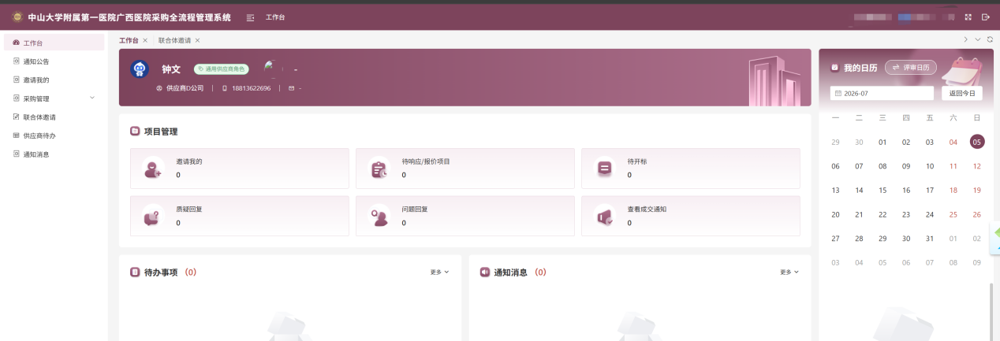 中山大学附属第一医院广西医院采购全流程管理系统 工作台
工作台
通知公告
邀请我的
采购管理
联合体邀请
供应商待办
通知消息
工作台 × 联合体邀请 ×
钟文 通用供应商角色 -
供应商D公司 18813622696 -
项目管理
邀请我的
0
待响应/报价项目
0
待开标
0
质疑回复
0
问题回复
0
查看成交通知
0
待办事项 (0) 更多
通知消息 (0) 更多
我的日历 评审日历
2026-07 返回今日
一 二 三 四 五 六 日
29 30 01 02 03 04 05
06 07 08 09 10 11 12
13 14 15 16 17 18 19
20 21 22 23 24 25 26
27 28 29 30 31 01 02
03 04 05 06 07 08 09